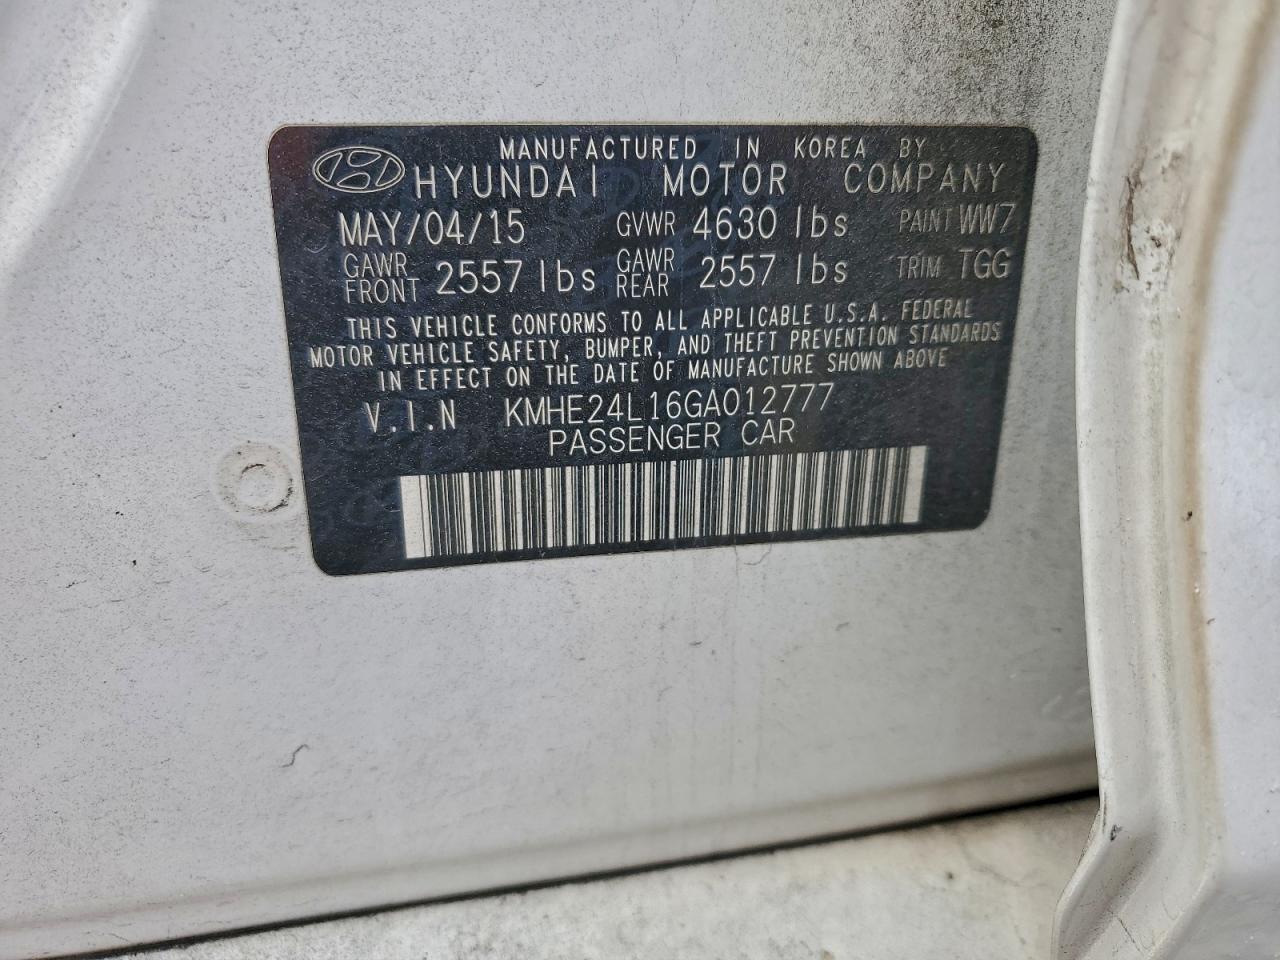 MANUFACTURED IN KOREA BY
HYUNDAI MOTOR COMPANY
MAY/04/15 GVWR 4630 lbs PAINT WW7
GAWR FRONT 2557 lbs GAWR REAR 2557 lbs TRIM TGG
THIS VEHICLE CONFORMS TO ALL APPLICABLE U.S.A. FEDERAL
MOTOR VEHICLE SAFETY, BUMPER, AND THEFT PREVENTION STANDARDS
IN EFFECT ON THE DATE OF MANUFACTURE SHOWN ABOVE
V.I.N KMHE24L16GA012777
PASSENGER CAR